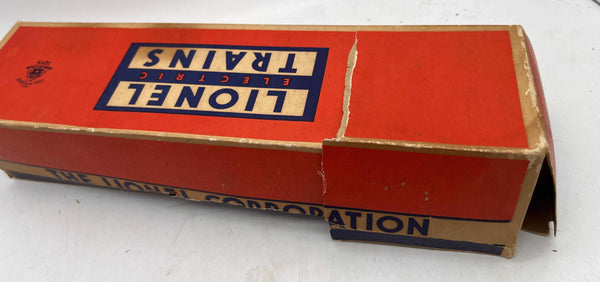 LIONEL
ELECTRIC
TRAINS
THE LIONEL CORPORATION